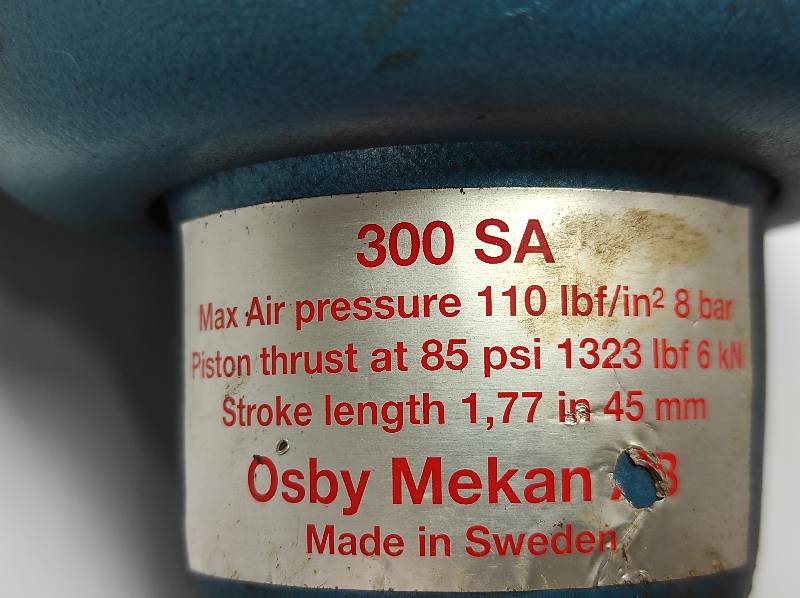 300 SA
Max Air pressure 110 lbf/in² 8 bar
Piston thrust at 85 psi 1323 lbf 6 kN
Stroke length 1,77 in 45 mm
Osby Mekan
Made in Sweden